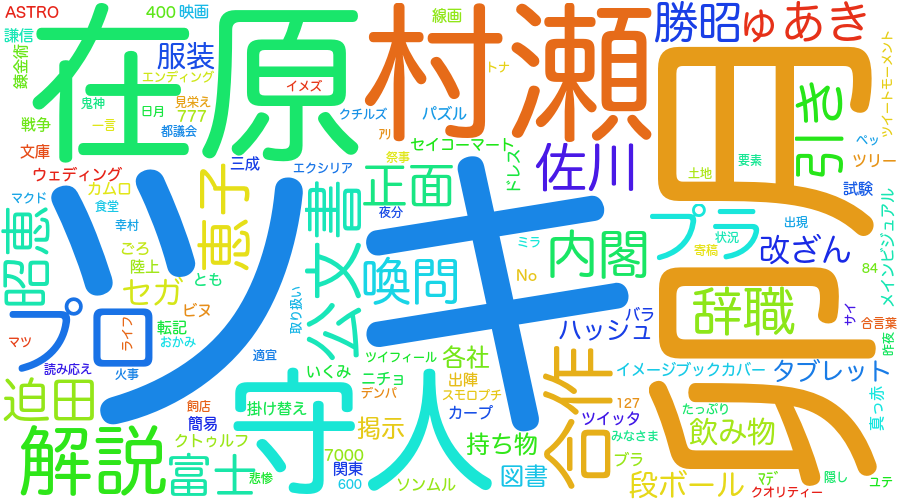 ASTRO
400
映画
謙信
錬金術
服装
エンディング
在原
村瀬
線画
トナ
勝昭
ゆあき
ツイートモーメント
鬼神
見栄え
777
日月
一言
都議会
イメズ
クチルズ
パズル
アリ
戦争
文庫
三成
エクシリア
祭事
セイコーマート
ドレス
佐川
引き
ペッ
ツリー
土地
要素
試験
ウェディング
カムロ
マクド
食堂
幸村
恵子
昭恵
公文書
正面
夜分
ミラ
内閣
喚問
No
プラ
状況
寄稿
出現
改ざん
メインビジュアル
ごろ
陸上
とも
セガ
ビヌ
ツキ
取り扱い
84
サイ
バラ
ハッシュ
辞職
合言葉
昨夜
プロ
ライフ
転記
おかみ
マツ
読み応え
火事
適宜
ツイフィール
各社
イメージブックカバー
タブレット
迫田
飼店
簡易
掛け替え
いくみ
ニチョ
デンパ
出陣
スモロプチ
カープ
合作
127
ツイッタ
みなさま
たっぷり
飲み物
真っ赤
解説
クトゥルフ
富士
悲惨
守
7000
関東
600
掲示
人
ソンムル
持ち物
図書
ブラ
段ボール
マデ
クオリティー
隠し
ユテ